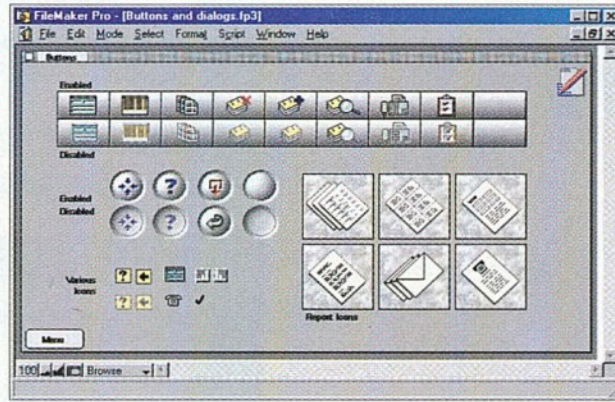 FileMaker Pro - [Buttons and dialogs.fp3]
File Edit Mode Select Format Script Window Help
Buttons
Enabled
Disabled
Enabled
Disabled
Various
Icons
Report Icons
Menu
100 Browse